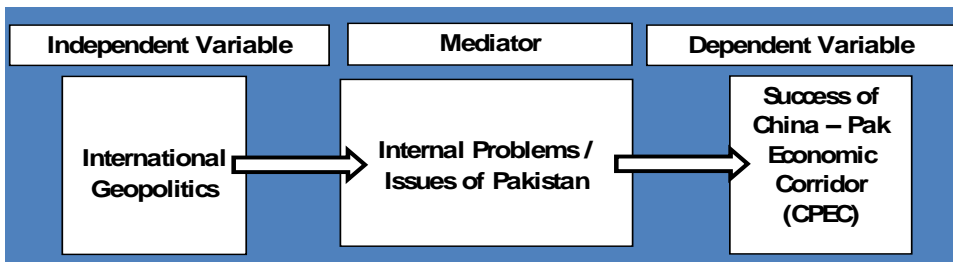 Independent Variable
Mediator
Dependent Variable
International
Geopolitics
Internal Problems /
Issues of Pakistan
Success of
China – Pak
Economic
Corridor
(CPEC)